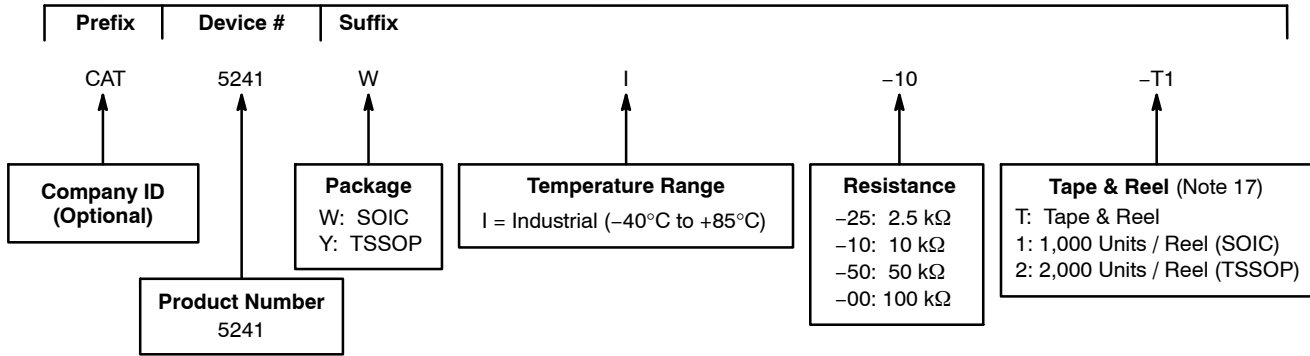 Prefix Device # Suffix
CAT 5241 W I −10 −T1
Company ID
(Optional)
Package
W: SOIC
Y: TSSOP
Temperature Range
I = Industrial (−40°C to +85°C)
Resistance
−25: 2.5 kΩ
−10: 10 kΩ
−50: 50 kΩ
−00: 100 kΩ
Tape & Reel (Note 17)
T: Tape & Reel
1: 1,000 Units / Reel (SOIC)
2: 2,000 Units / Reel (TSSOP)
Product Number
5241